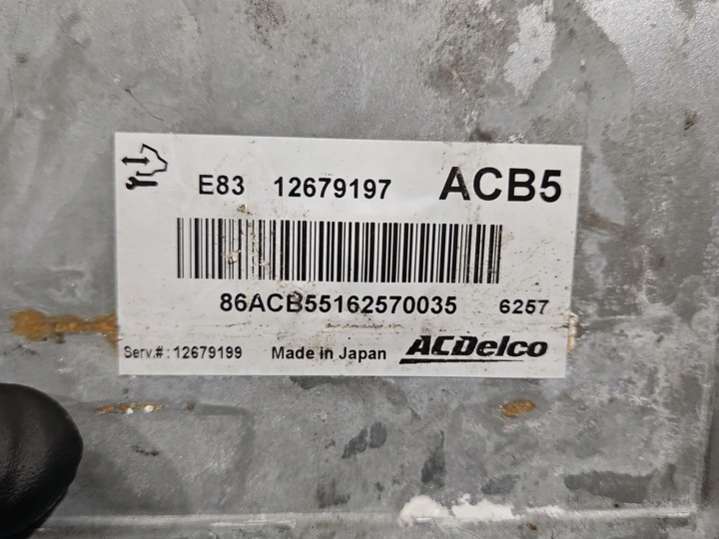 E83 12679197 ACB5
86ACB55162570035 6257
Serv.#: 12679199 Made in Japan ACDelco